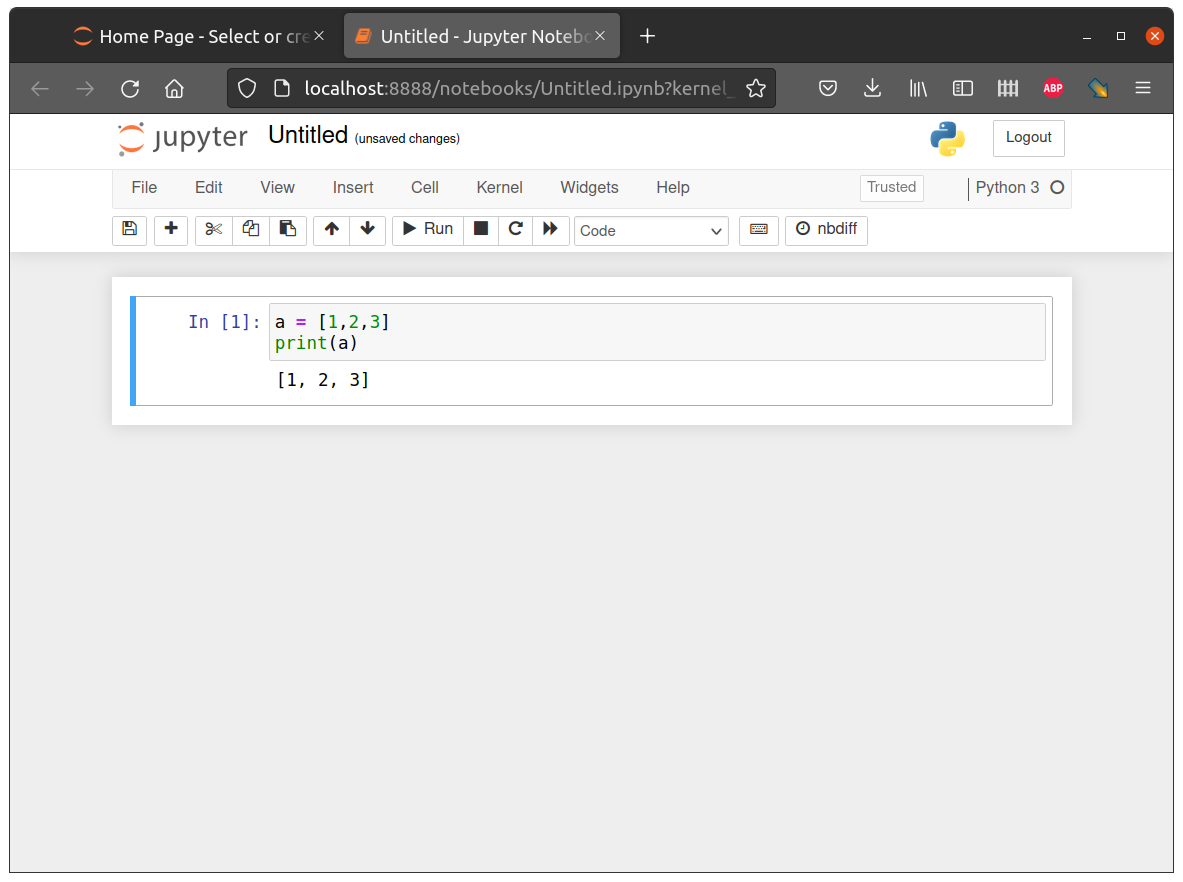 Home Page - Select or cre
Untitled - Jupyter Notebo
localhost:8888/notebooks/Untitled.ipynb?kernel_
ABP
jupyter Untitled (unsaved changes)
Logout
File Edit View Insert Cell Kernel Widgets Help Trusted Python 3
Run Code nbdiff
In [1]: a = [1,2,3]
print(a)
[1, 2, 3]